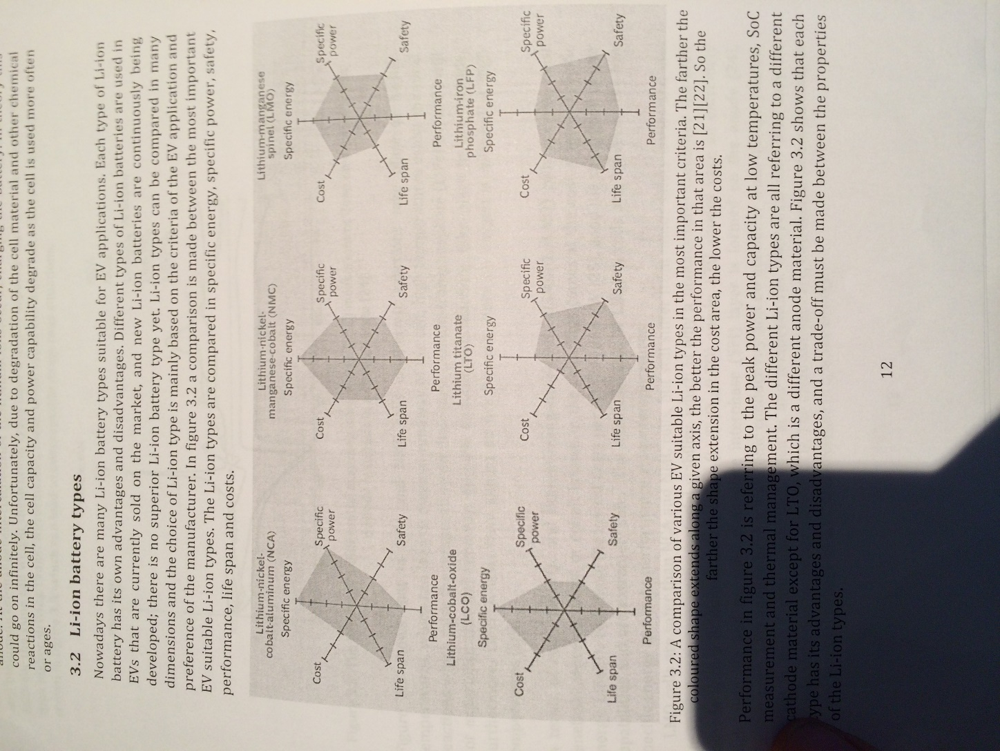 could go on infinitely. Unfortunately, due to degradation of the cell material and other chemical
reactions in the cell, the cell capacity and power capability degrade as the cell is used more often
or ages.
3.2 Li-ion battery types
Nowadays there are many Li-ion battery types suitable for EV applications. Each type of Li-ion
battery has its own advantages and disadvantages. Different types of Li-ion batteries are used in
EVs that are currently sold on the market, and new Li-ion batteries are continuously being
developed; there is no superior Li-ion battery type yet. Li-ion types can be compared in many
dimensions and the choice of Li-ion type is mainly based on the criteria of the EV application and
preference of the manufacturer. In figure 3.2 a comparison is made between the most important
EV suitable Li-ion types. The Li-ion types are compared in specific energy, specific power, safety,
performance, life span and costs.
Lithium-nickel-
cobalt-aluminum (NCA)
Specific energy
Specific
power
Safety
Performance
Life span
Cost
Lithium-nickel-
manganese-cobalt (NMC)
Specific energy
Specific
power
Safety
Performance
Life span
Cost
Lithium-manganese
spinel (LMO)
Specific energy
Specific
power
Safety
Performance
Life span
Cost
Lithium-cobalt-oxide
(LCO)
Specific energy
Specific
power
Safety
Performance
Life span
Cost
Lithium titanate
(LTO)
Specific energy
Specific
power
Safety
Performance
Life span
Cost
Lithium-iron
phosphate (LFP)
Specific energy
Specific
power
Safety
Performance
Life span
Cost
Figure 3.2: A comparison of various EV suitable Li-ion types in the most important criteria. The farther the
coloured shape extends along a given axis, the better the performance in that area is [21][22]. So the
farther the shape extension in the cost area, the lower the costs.
Performance in figure 3.2 is referring to the peak power and capacity at low temperatures, SoC
measurement and thermal management. The different Li-ion types are all referring to a different
cathode material except for LTO, which is a different anode material. Figure 3.2 shows that each
type has its advantages and disadvantages, and a trade-off must be made between the properties
of the Li-ion types.
12